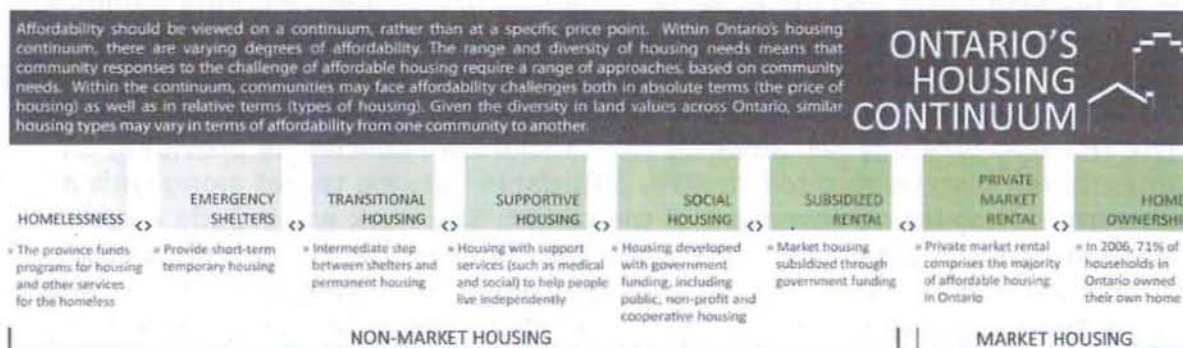 Affordability should be viewed on a continuum, rather than at a specific price point. Within Ontario's housing
continuum, there are varying degrees of affordability. The range and diversity of housing needs means that
community responses to the challenge of affordable housing require a range of approaches, based on community
needs. Within the continuum, communities may face affordability challenges both in absolute terms (the price of
housing) as well as in relative terms (types of housing). Given the diversity in land values across Ontario, similar
housing types may vary in terms of affordability from one community to another.
ONTARIO'S
HOUSING
CONTINUUM
HOMELESSNESS
» The province funds
programs for housing
and other services
for the homeless
<>
EMERGENCY
SHELTERS
» Provide short-term
temporary housing
<>
TRANSITIONAL
HOUSING
» Intermediate step
between shelters and
permanent housing
<>
SUPPORTIVE
HOUSING
» Housing with support
services (such as medical
and social) to help people
live independently
<>
SOCIAL
HOUSING
» Housing developed
with government
funding, including
public, non-profit and
cooperative housing
<>
SUBSIDIZED
RENTAL
» Market housing
subsidized through
government funding
<>
PRIVATE
MARKET
RENTAL
» Private market rental
comprises the majority
of affordable housing
in Ontario
<>
HOME
OWNERSHI
» In 2006, 71% of
households in
Ontario owned
their own home
NON-MARKET HOUSING
MARKET HOUSING